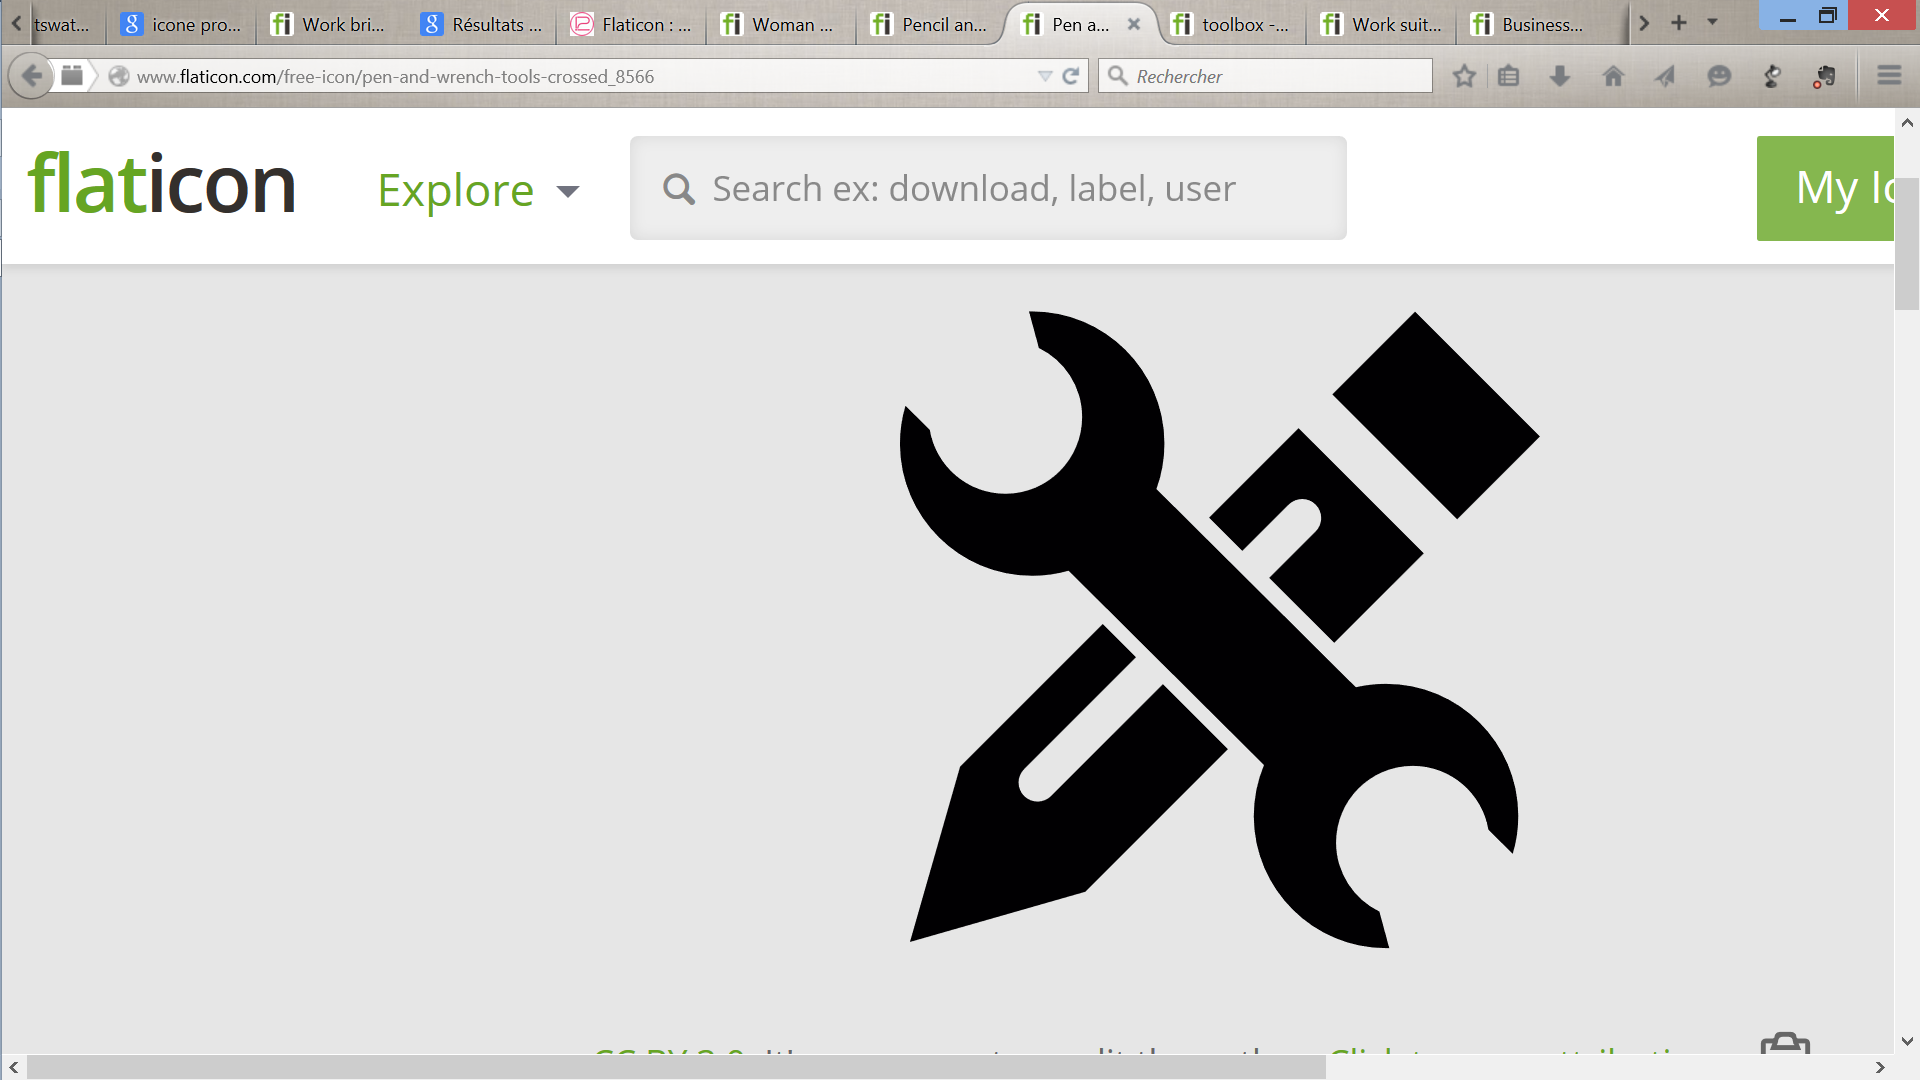 tswat...
icone pro...
Work bri...
Résultats ...
Flaticon : ...
Woman ...
Pencil an...
Pen a...
toolbox -...
Work suit...
Business...
www.flaticon.com/free-icon/pen-and-wrench-tools-crossed_8566
Rechercher
flaticon
Explore
Search ex: download, label, user
My